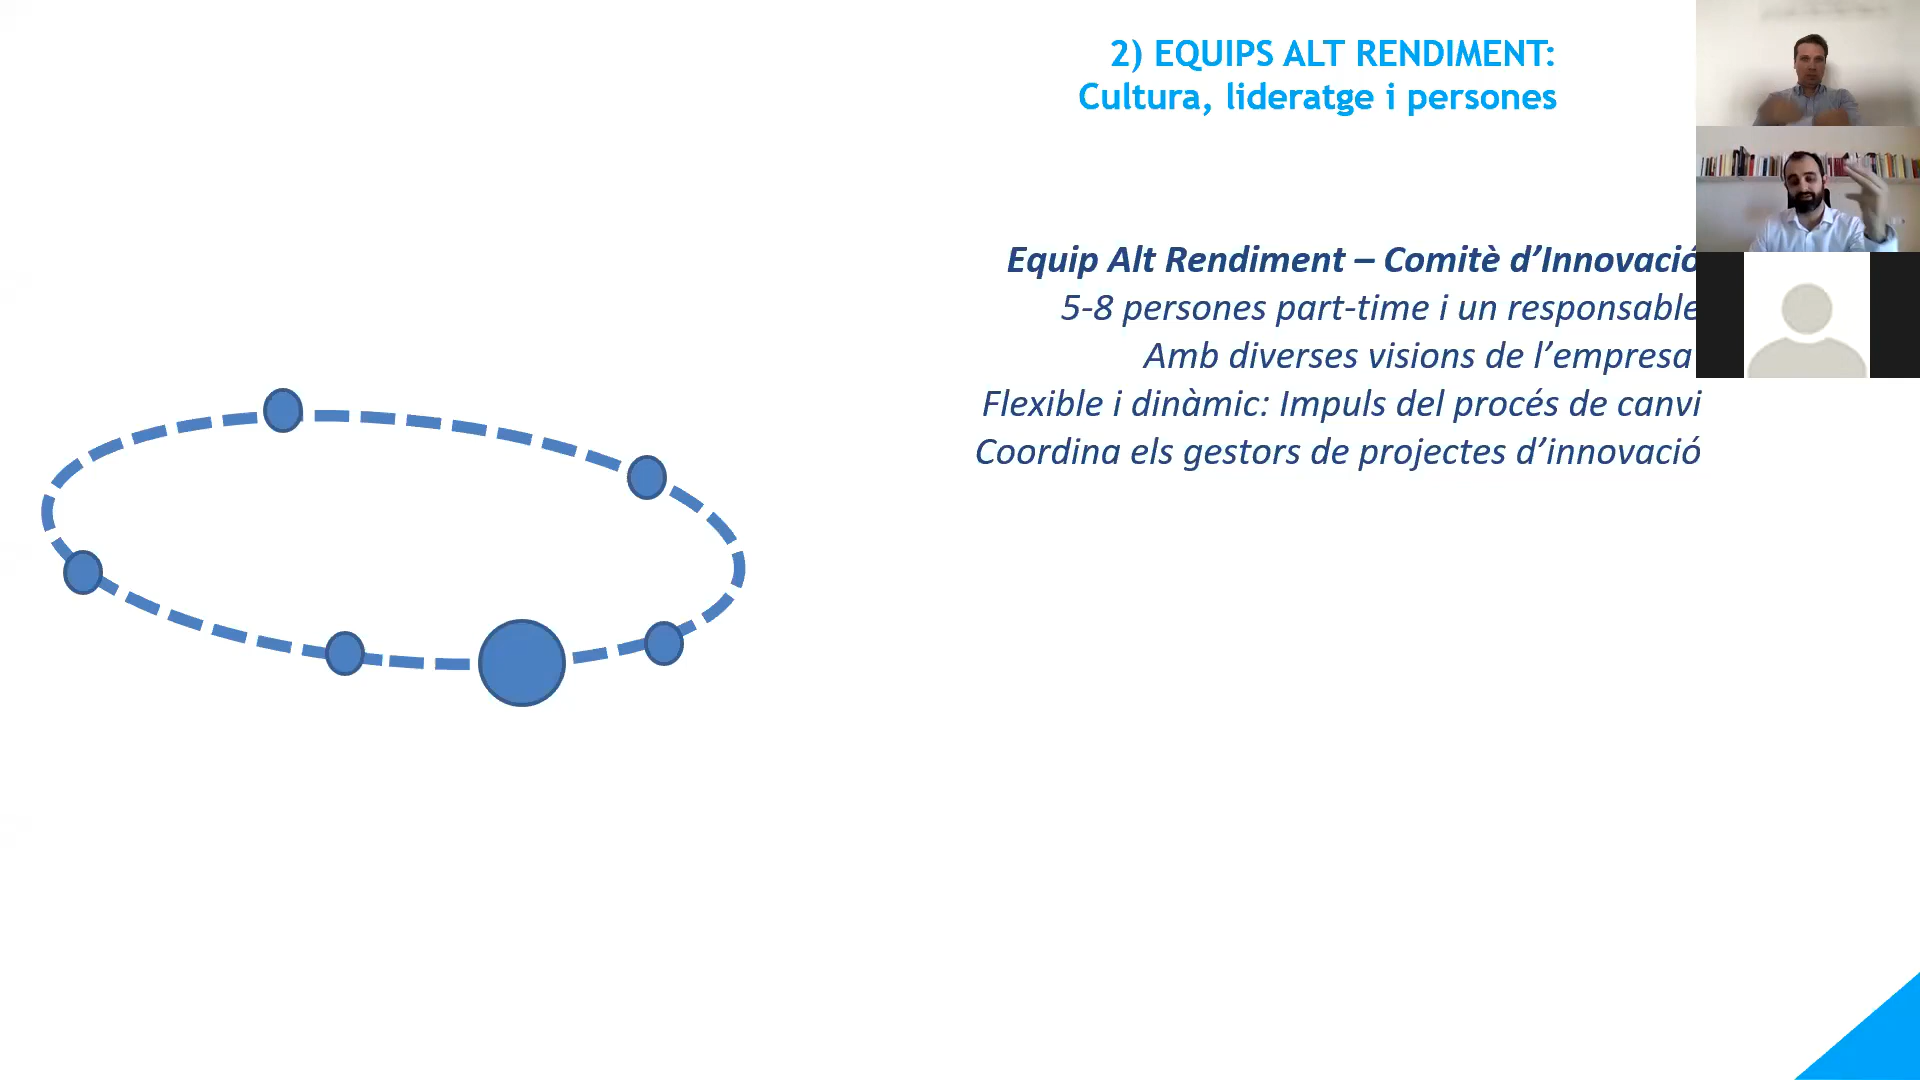 2) EQUIPS ALT RENDIMENT:
Cultura, lideratge i persones
Equip Alt Rendiment – Comitè d’Innovació
5-8 persones part-time i un responsable
Amb diverses visions de l’empresa
Flexible i dinàmic: Impuls del procés de canvi
Coordina els gestors de projectes d’innovació